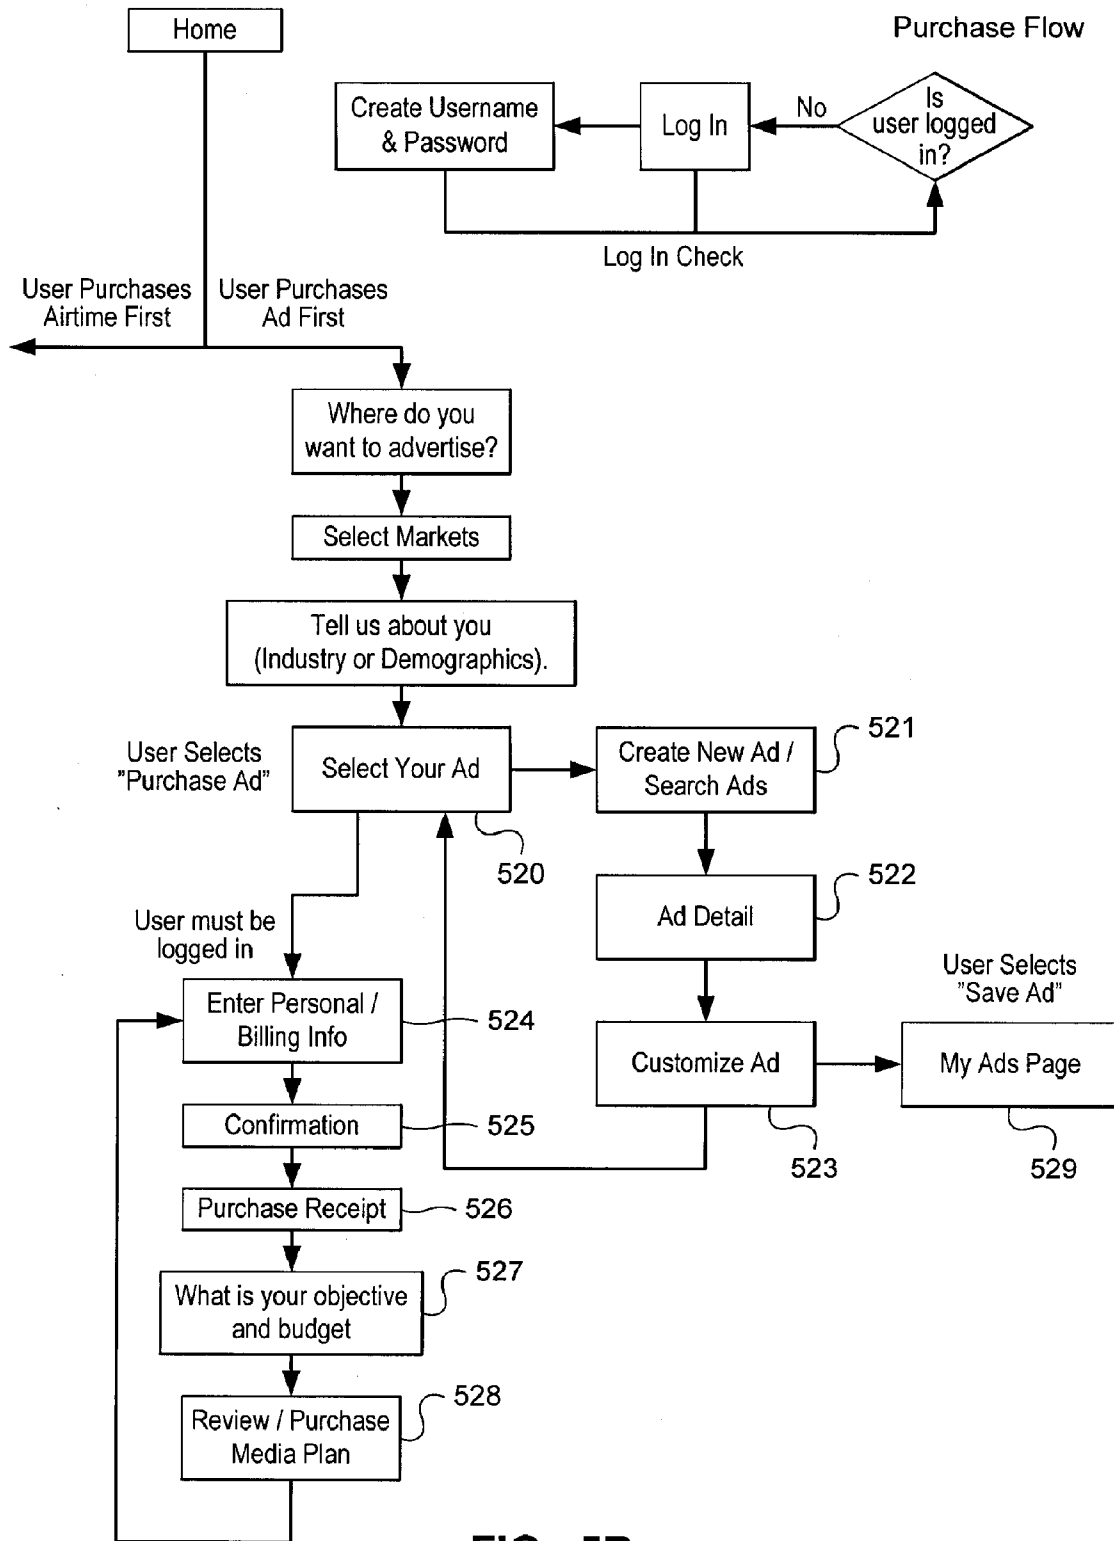 Home
Purchase Flow
Create Username
& Password
Log In
No
Is
user logged
in?
Log In Check
User Purchases
Airtime First
User Purchases
Ad First
Where do you
want to advertise?
Select Markets
Tell us about you
(Industry or Demographics).
User Selects
"Purchase Ad"
Select Your Ad
520
Create New Ad /
Search Ads
521
Ad Detail
522
User must be
logged in
Enter Personal /
Billing Info
524
Customize Ad
523
User Selects
"Save Ad"
My Ads Page
529
Confirmation
525
Purchase Receipt
526
What is your objective
and budget
527
Review / Purchase
Media Plan
528